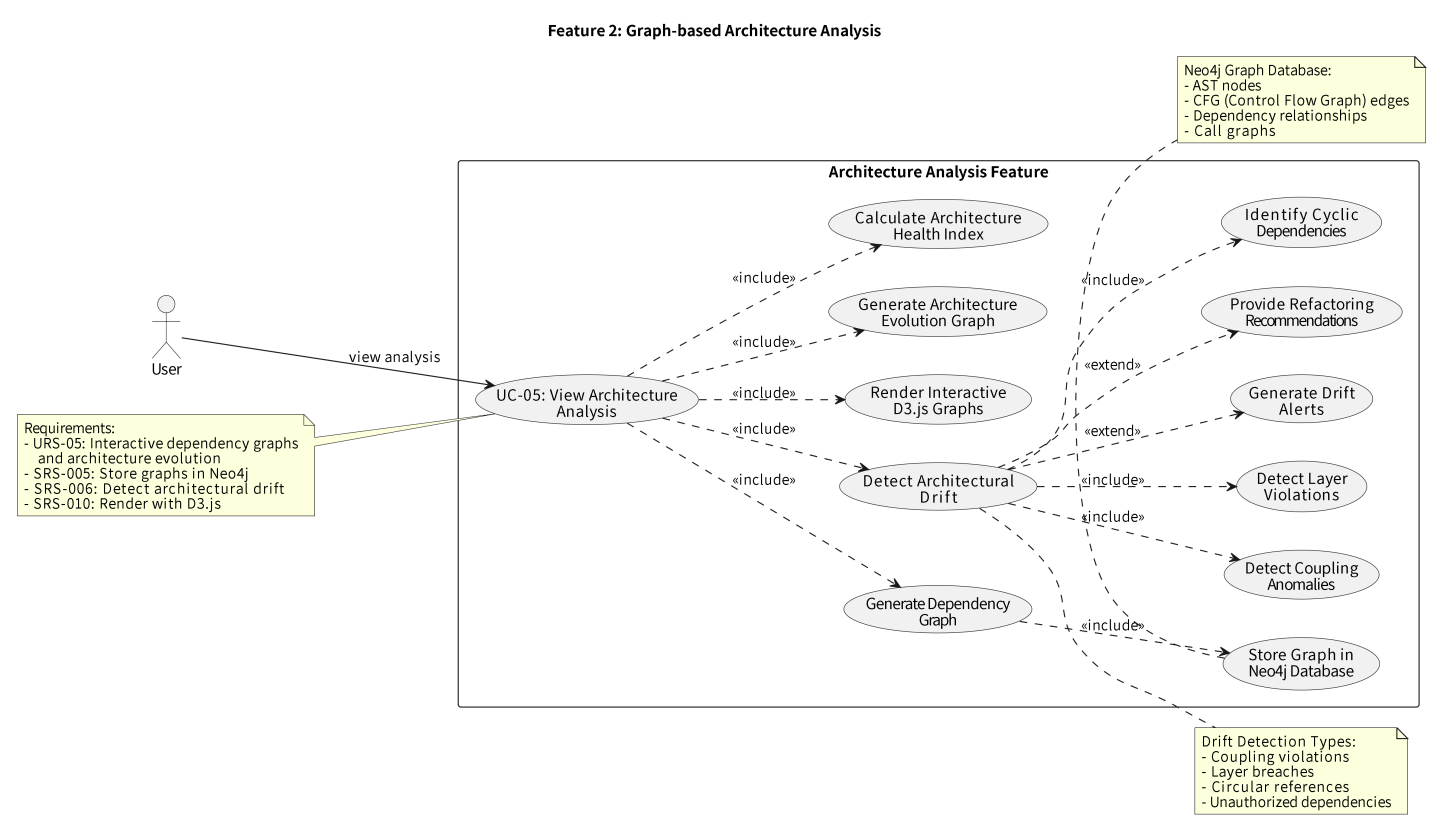 Feature 2: Graph-based Architecture Analysis
Neo4j Graph Database:
- AST nodes
- CFG (Control Flow Graph) edges
- Dependency relationships
- Call graphs
Architecture Analysis Feature
Calculate Architecture
Health Index
Identify Cyclic
Dependencies
«include»
«include»
Generate Architecture
Evolution Graph
Provide Refactoring
Recommendations
«include»
User
view analysis
«extend»
UC-05: View Architecture
Analysis
«include»
Render Interactive
D3.js Graphs
Generate Drift
Alerts
Requirements:
- URS-05: Interactive dependency graphs
and architecture evolution
- SRS-005: Store graphs in Neo4j
- SRS-006: Detect architectural drift
- SRS-010: Render with D3.js
«include»
«extend»
«include»
Detect Architectural
Drift
«include»
Detect Layer
Violations
«include»
Detect Coupling
Anomalies
Generate Dependency
Graph
«include»
Store Graph in
Neo4j Database
Drift Detection Types:
- Coupling violations
- Layer breaches
- Circular references
- Unauthorized dependencies